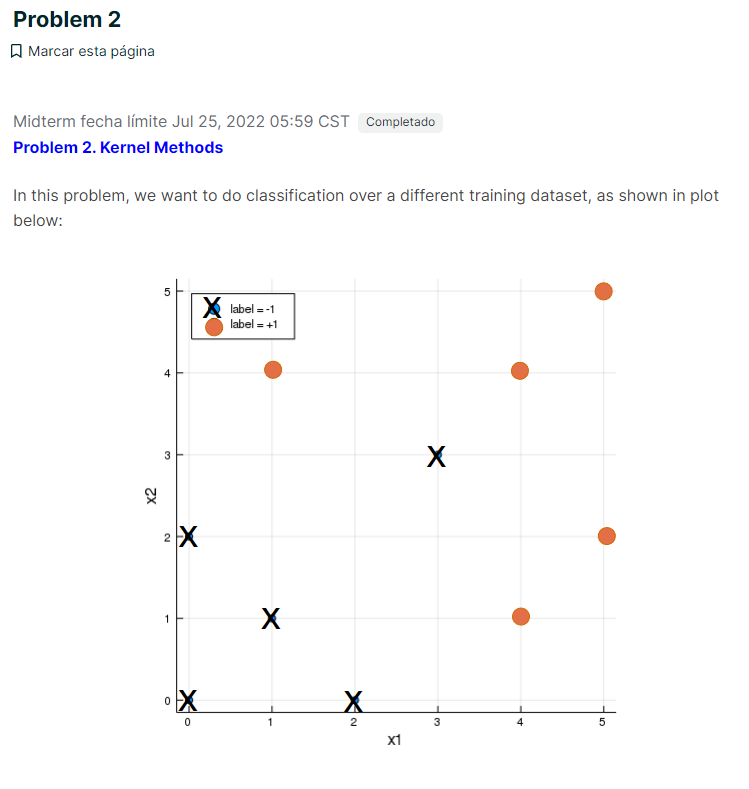 Problem 2
Marcar esta página
Midterm fecha límite Jul 25, 2022 05:59 CST Completado
Problem 2. Kernel Methods
In this problem, we want to do classification over a different training dataset, as shown in plot
below:
X label = -1
label = +1
5
4
3
2
1
0
x2
X
X
X
X
X
0 1 2 3 4 5
x1